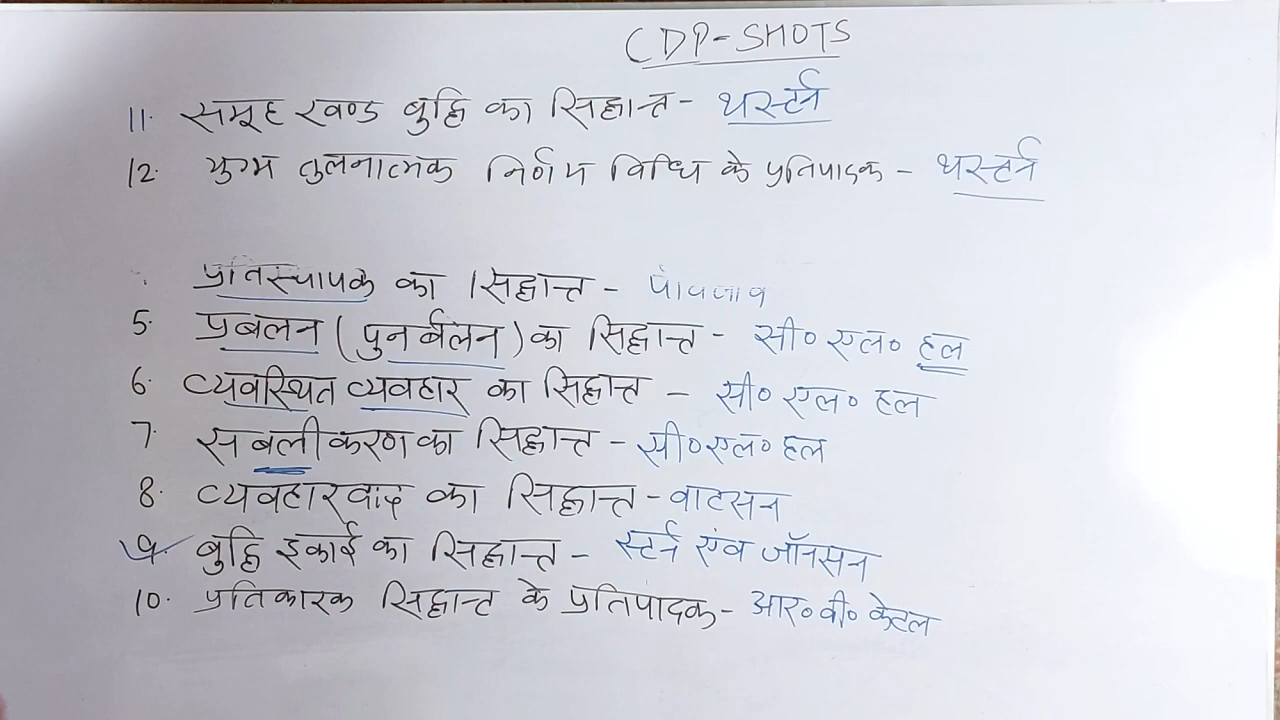 CDP-SHOTS
11. समूह खण्ड बुद्धि का सिद्धान्त - थर्स्टन
12. युग्म तुलनात्मक निर्णय विधि के प्रतिपादक - थर्स्टन
प्रतिस्थापक का सिद्धान्त - पावलाव
5. प्रबलन (पुनर्बलन) का सिद्धान्त - सी० एल० हल
6. व्यवस्थित व्यवहार का सिद्धान्त - सी० एल० हल
7. सबलीकरण का सिद्धान्त - सी० एल० हल
8. व्यवहारवाद का सिद्धान्त - वाटसन
9. बुद्धि इकाई का सिद्धान्त - स्टर्न एंव जॉनसन
10. प्रतिकारक सिद्धान्त के प्रतिपादक - आर० वी० केटल